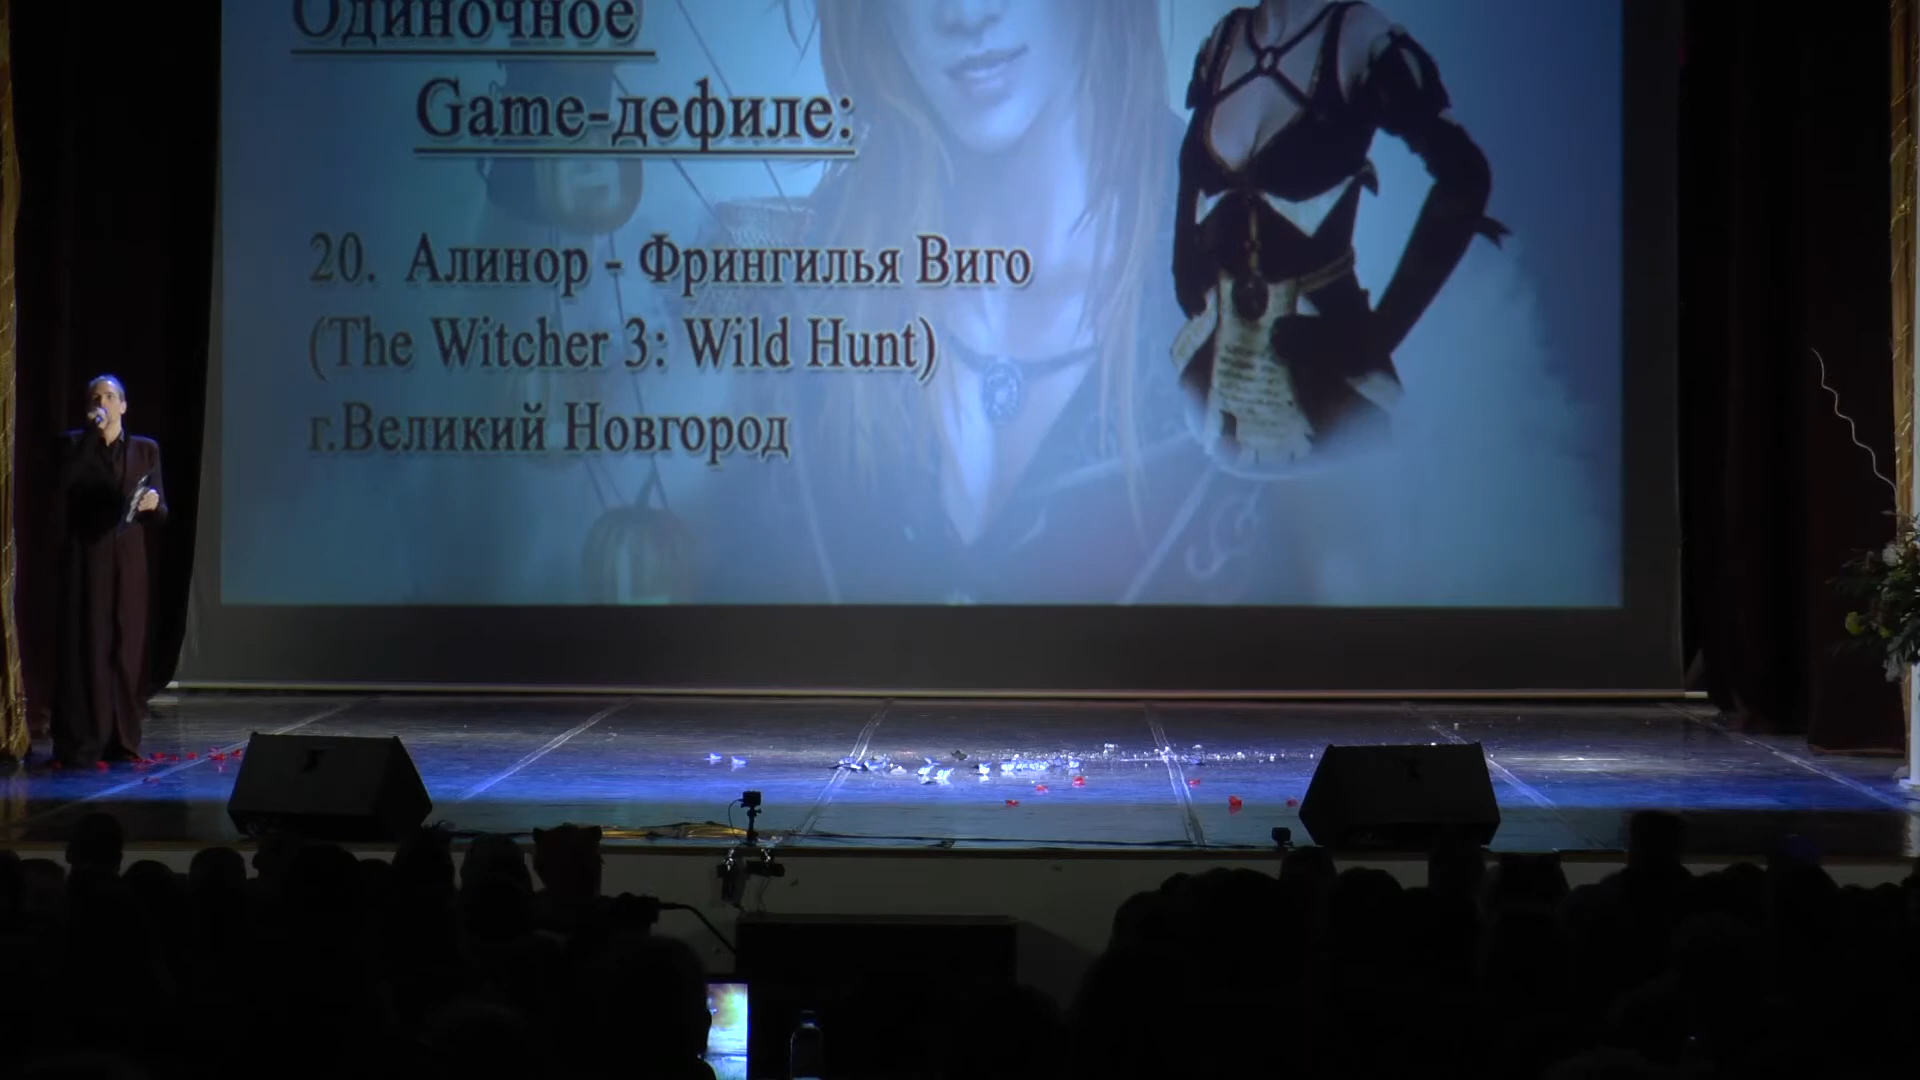 Одиночное
Game-дефиле:
20. Алинор - Фрингилья Виго
(The Witcher 3: Wild Hunt)
г.Великий Новгород